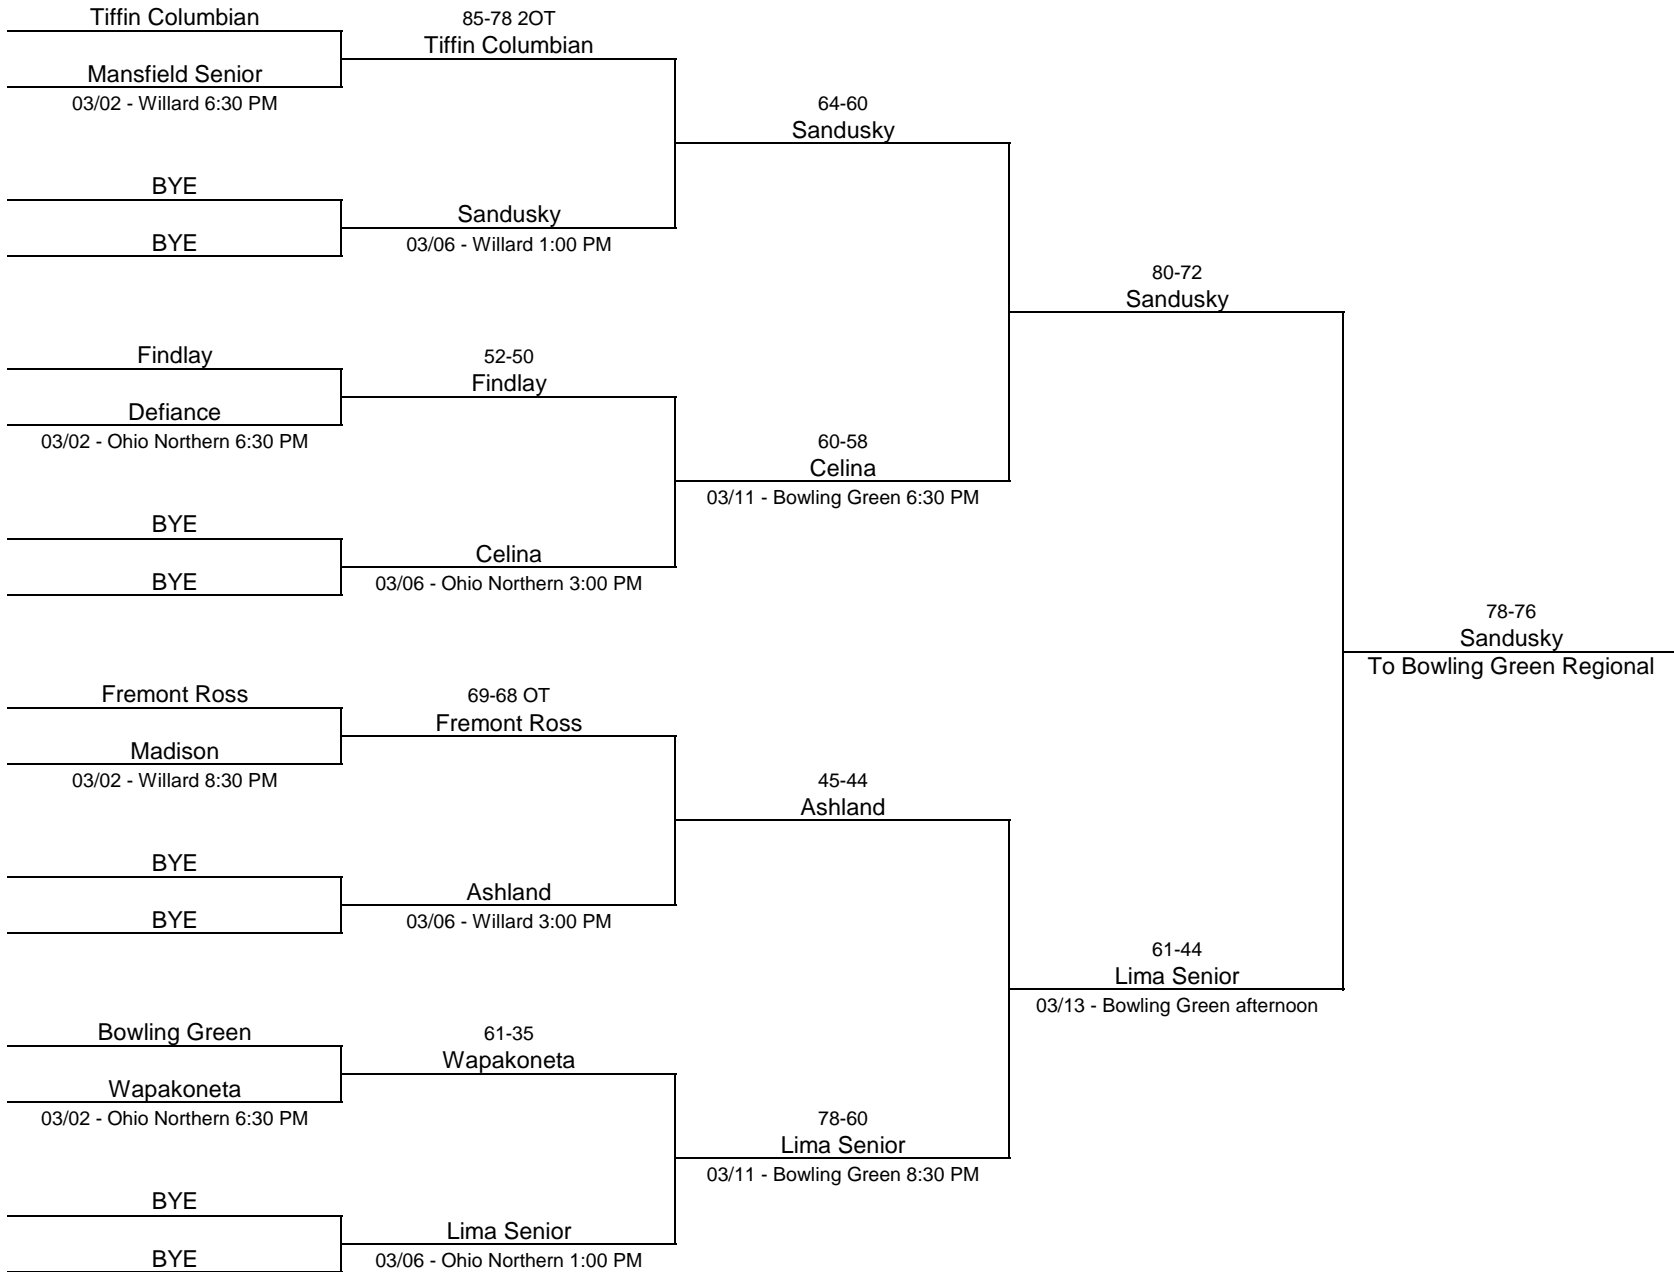 Tiffin Columbian
Mansfield Senior
03/02 - Willard 6:30 PM
BYE
BYE
Findlay
Defiance
03/02 - Ohio Northern 6:30 PM
BYE
BYE
Fremont Ross
Madison
03/02 - Willard 8:30 PM
BYE
BYE
Bowling Green
Wapakoneta
03/02 - Ohio Northern 6:30 PM
BYE
BYE
85-78 2OT
Tiffin Columbian
Sandusky
03/06 - Willard 1:00 PM
52-50
Findlay
Celina
03/06 - Ohio Northern 3:00 PM
69-68 OT
Fremont Ross
Ashland
03/06 - Willard 3:00 PM
61-35
Wapakoneta
Lima Senior
03/06 - Ohio Northern 1:00 PM
64-60
Sandusky
60-58
Celina
03/11 - Bowling Green 6:30 PM
45-44
Ashland
78-60
Lima Senior
03/11 - Bowling Green 8:30 PM
80-72
Sandusky
61-44
Lima Senior
03/13 - Bowling Green afternoon
78-76
Sandusky
To Bowling Green Regional